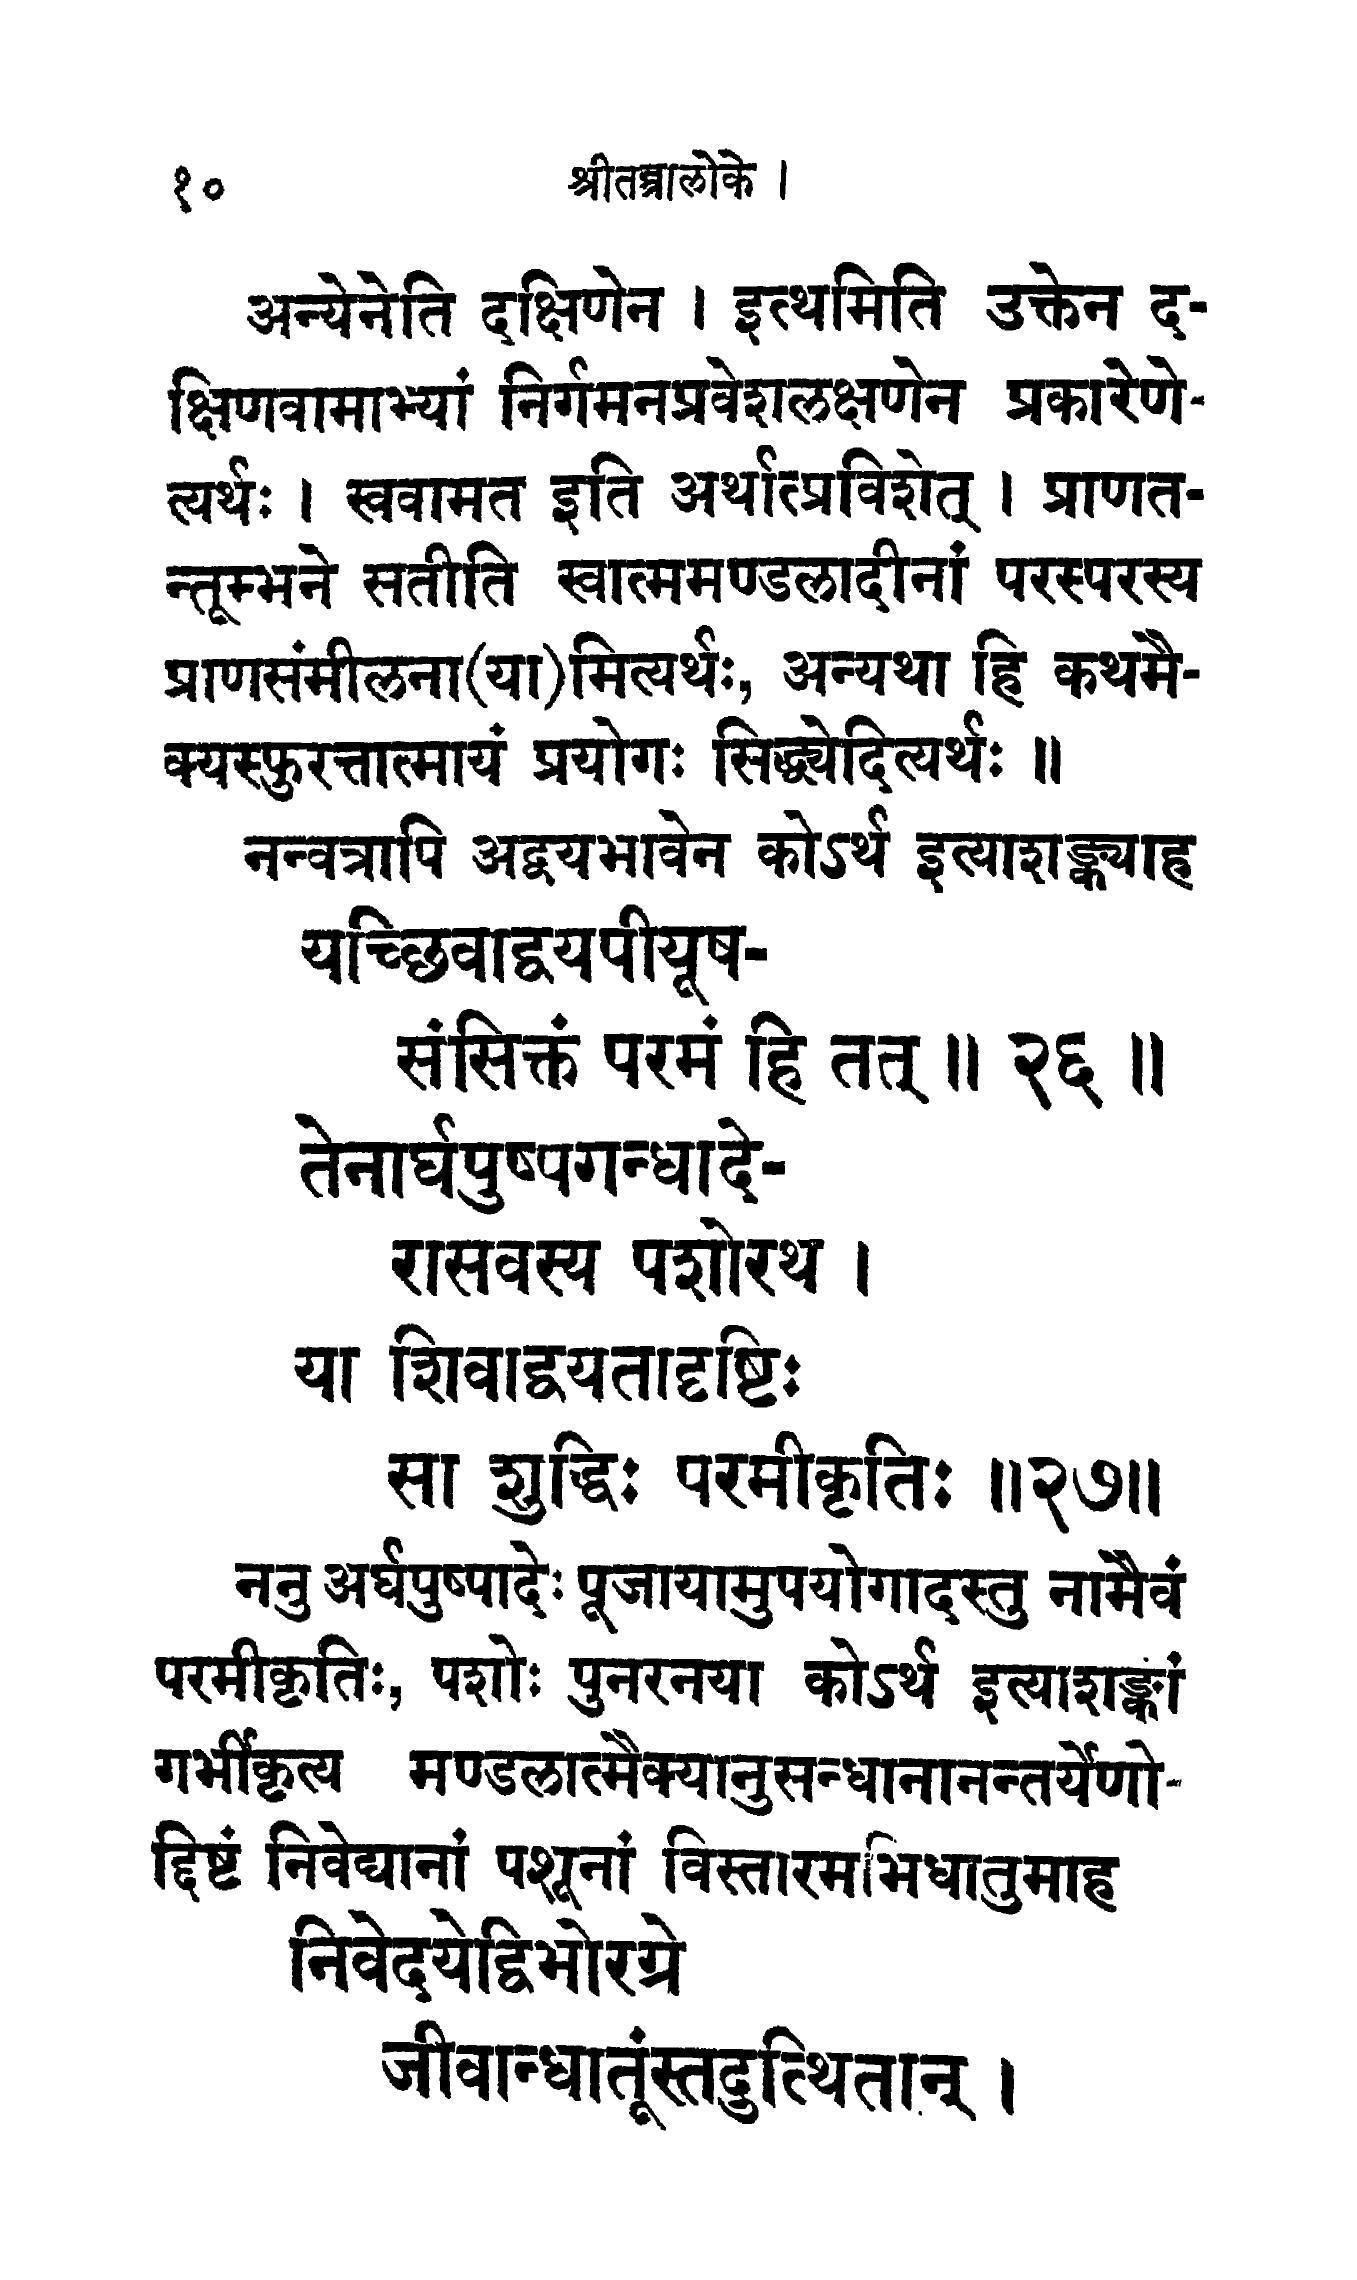 १०
श्रीतन्त्रालोके ।
अन्येनेति दक्षिणेन । इत्थमिति उक्तेन द-
क्षिणवामाभ्यां निर्गमनप्रवेशलक्षणेन प्रकारेणे-
त्यर्थः । स्ववामत इति अर्थात्प्रविशेत् । प्राणत-
न्तूम्भने सतीति स्वात्ममण्डलादीनां परस्परस्य
प्राणसंमीलना(या)मित्यर्थः, अन्यथा हि कथमै-
क्यस्फुरत्तात्मायं प्रयोगः सिद्ध्येदित्यर्थः ॥
नन्वत्रापि अद्वयभावेन कोऽर्थ इत्याशङ्क्याह
यच्छिवाद्वयपीयूष-
संसिक्तं परमं हि तत् ॥ २६ ॥
तेनार्घपुष्पगन्धादे-
रासवस्य पशोरथ ।
या शिवाद्वयतादृष्टिः
सा शुद्धिः परमीकृतिः ॥२७॥
ननु अर्घपुष्पादेः पूजायामुपयोगादस्तु नामैवं
परमीकृतिः, पशोः पुनरनया कोऽर्थ इत्याशङ्कां
गर्भीकृत्य मण्डलात्मैक्यानुसन्धानानन्तर्येणो-
द्दिष्टं निवेद्यानां पशूनां विस्तारमभिधातुमाह
निवेदयेद्विभोरग्रे
जीवान्धातूंस्तदुत्थितान् ।